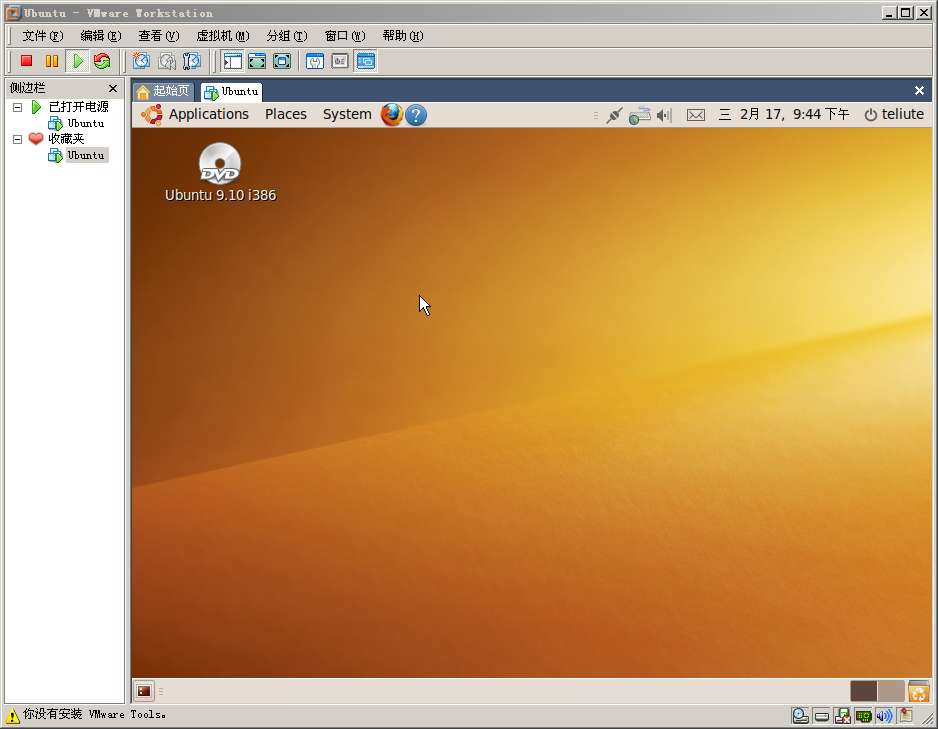 Ubuntu - VMware Workstation
文件(F) 编辑(E) 查看(V) 虚拟机(M) 分组(T) 窗口(W) 帮助(H)
侧边栏
已打开电源
Ubuntu
收藏夹
Ubuntu
起始页 Ubuntu
Applications Places System 三 2月 17, 9:44 下午 teliute
DVD
Ubuntu 9.10 i386
你没有安装 VMware Tools。